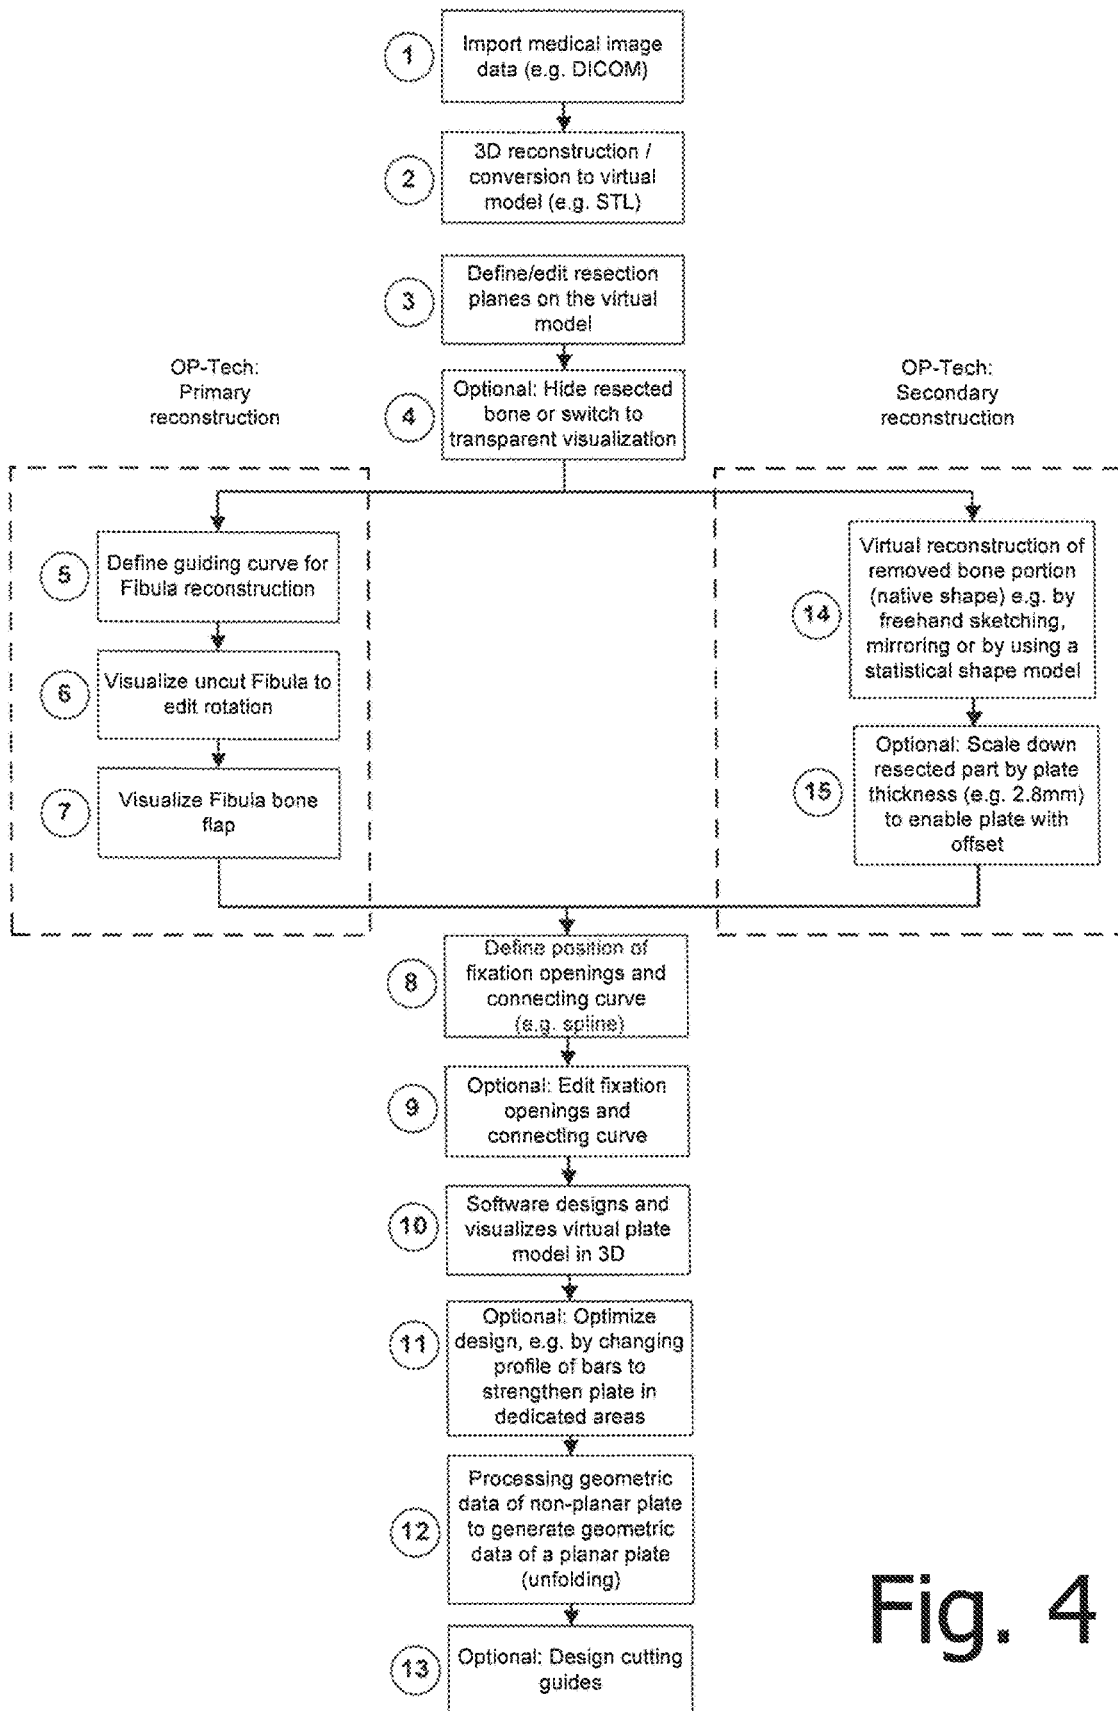 1
Import medical image
data (e.g. DICOM)
2
3D reconstruction /
conversion to virtual
model (e.g. STL)
3
Define/edit resection
planes on the virtual
model
OP-Tech:
Primary
reconstruction
4
Optional: Hide resected
bone or switch to
transparent visualization
OP-Tech:
Secondary
reconstruction
5
Define guiding curve for
Fibula reconstruction
6
Visualize uncut Fibula to
edit rotation
7
Visualize Fibula bone
flap
14
Virtual reconstruction of
removed bone portion
(native shape) e.g. by
freehand sketching,
mirroring or by using a
statistical shape model
15
Optional: Scale down
resected part by plate
thickness (e.g. 2.8mm)
to enable plate with
offset
8
Define position of
fixation openings and
connecting curve
(e.g. spline)
9
Optional: Edit fixation
openings and
connecting curve
10
Software designs and
visualizes virtual plate
model in 3D
11
Optional: Optimize
design, e.g. by changing
profile of bars to
strengthen plate in
dedicated areas
12
Processing geometric
data of non-planar plate
to generate geometric
data of a planar plate
(unfolding)
13
Optional: Design cutting
guides
Fig. 4